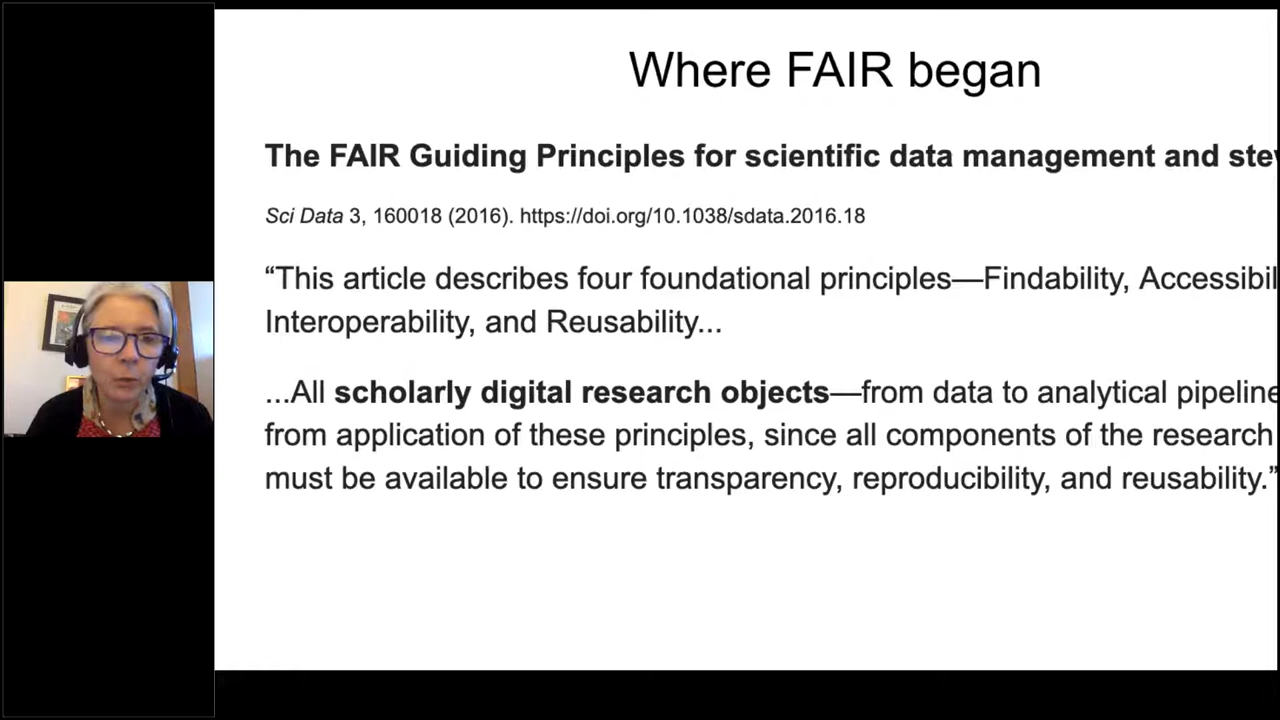 Where FAIR began
The FAIR Guiding Principles for scientific data management and
Sci Data 3, 160018 (2016). https://doi.org/10.1038/sdata.2016.18
“This article describes four foundational principles—Findability,
Interoperability, and Reusability...
...All scholarly digital research objects—from data to analytical
from application of these principles, since all components of the research
must be available to ensure transparency, reproducibility, and reusability.”